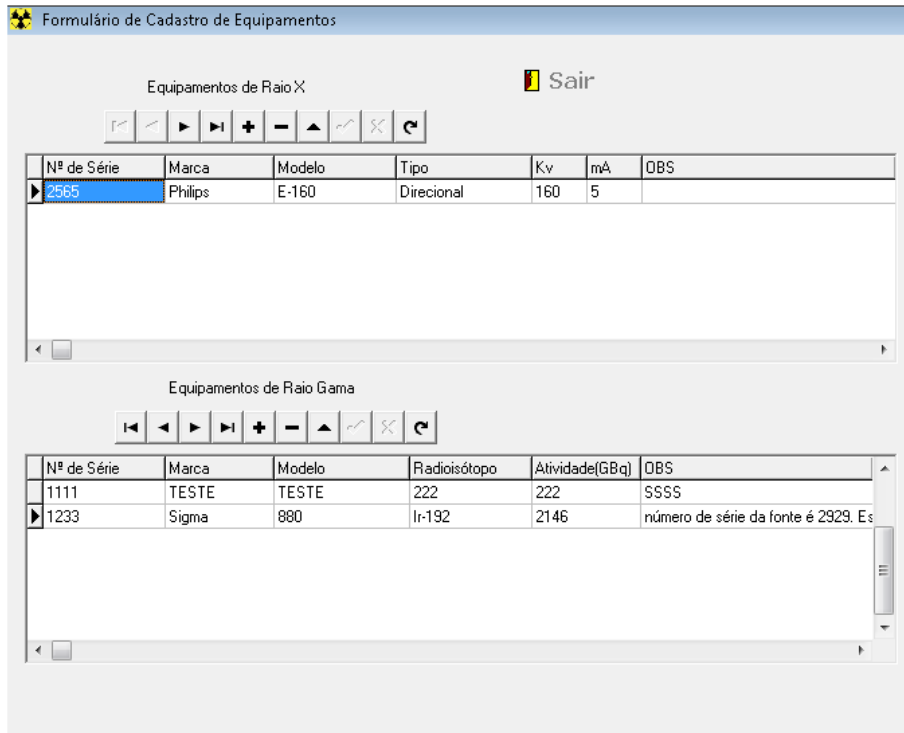 Formulário de Cadastro de Equipamentos
Equipamentos de Raio X
Sair
Nº de Série Marca Modelo Tipo Kv mA OBS
2565 Philips E-160 Direcional 160 5
Equipamentos de Raio Gama
Nº de Série Marca Modelo Radioisótopo Atividade(GBq) OBS
1111 TESTE TESTE 222 222 SSSS
1233 Sigma 880 Ir-192 2146 número de série da fonte é 2929. Es